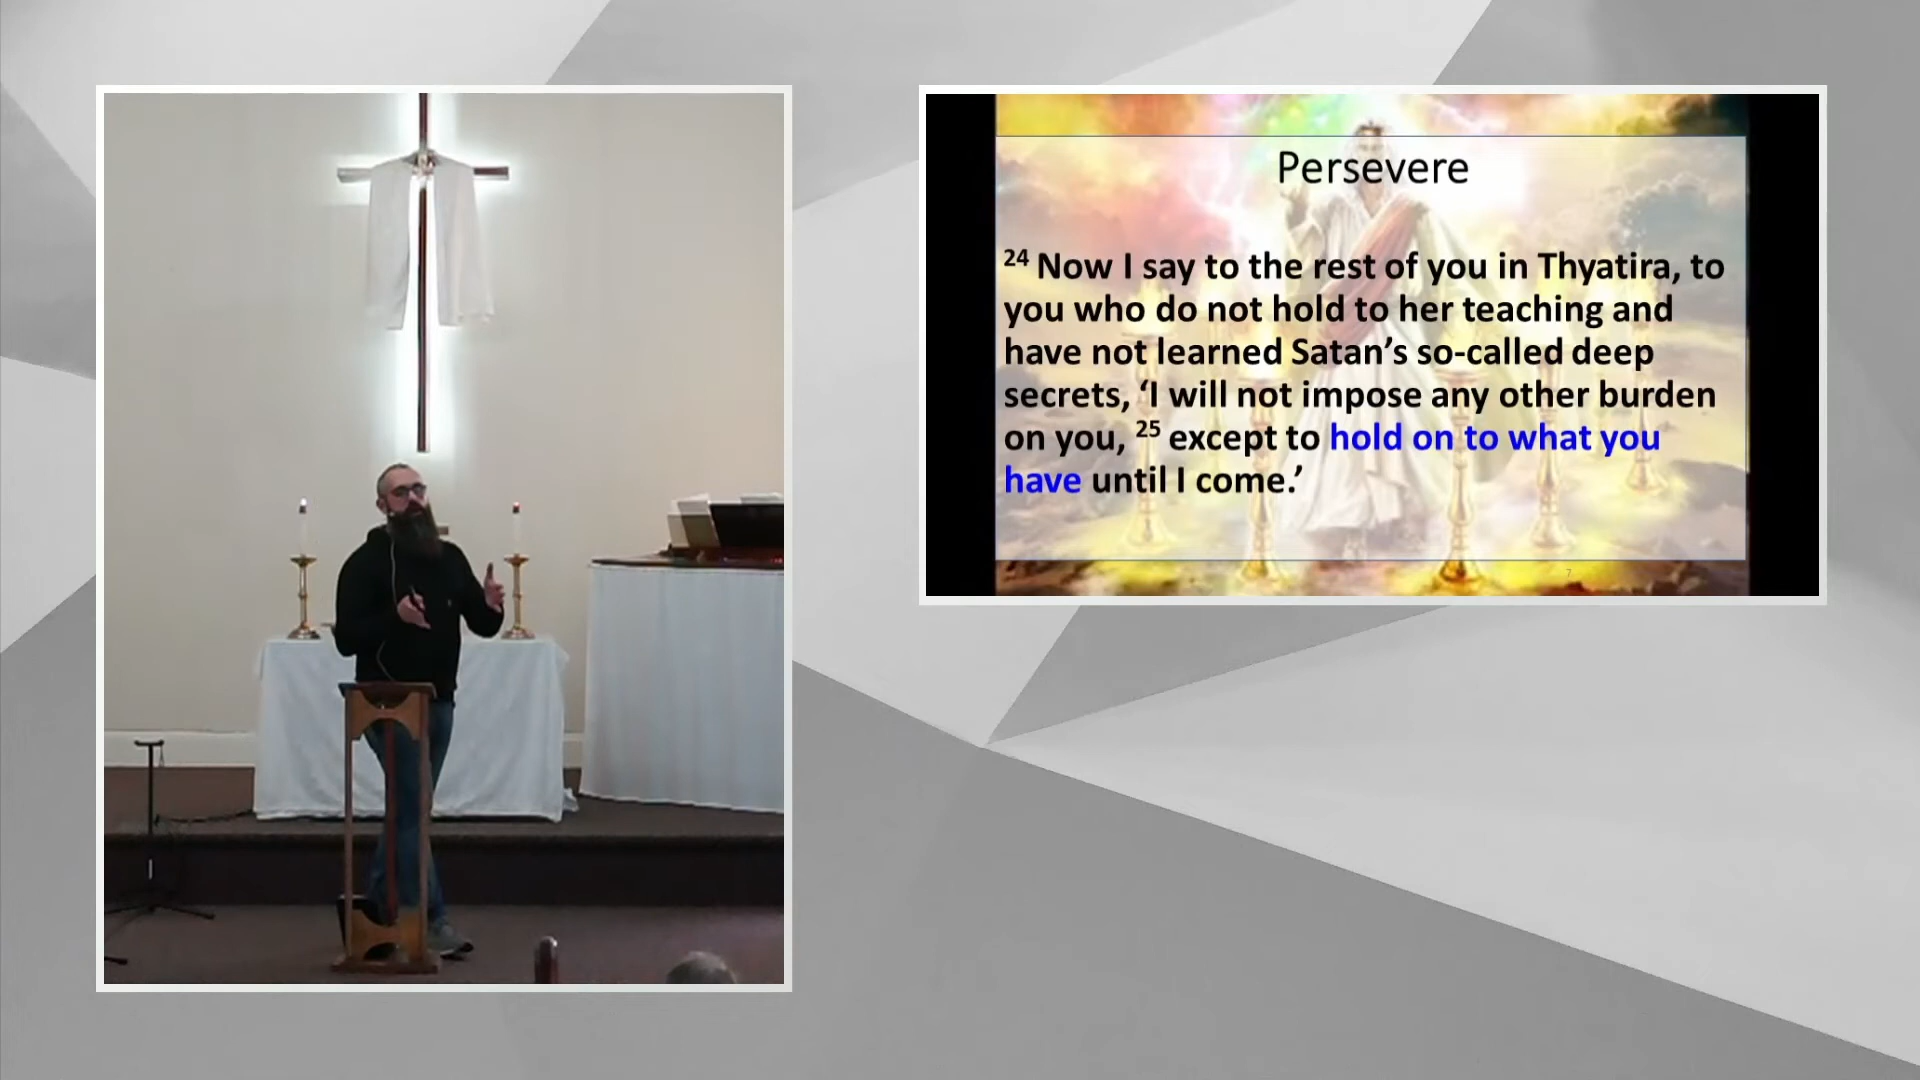 Persevere
24 Now I say to the rest of you in Thyatira, to
you who do not hold to her teaching and
have not learned Satan’s so-called deep
secrets, ‘I will not impose any other burden
on you, 25 except to hold on to what you
have until I come.’
7